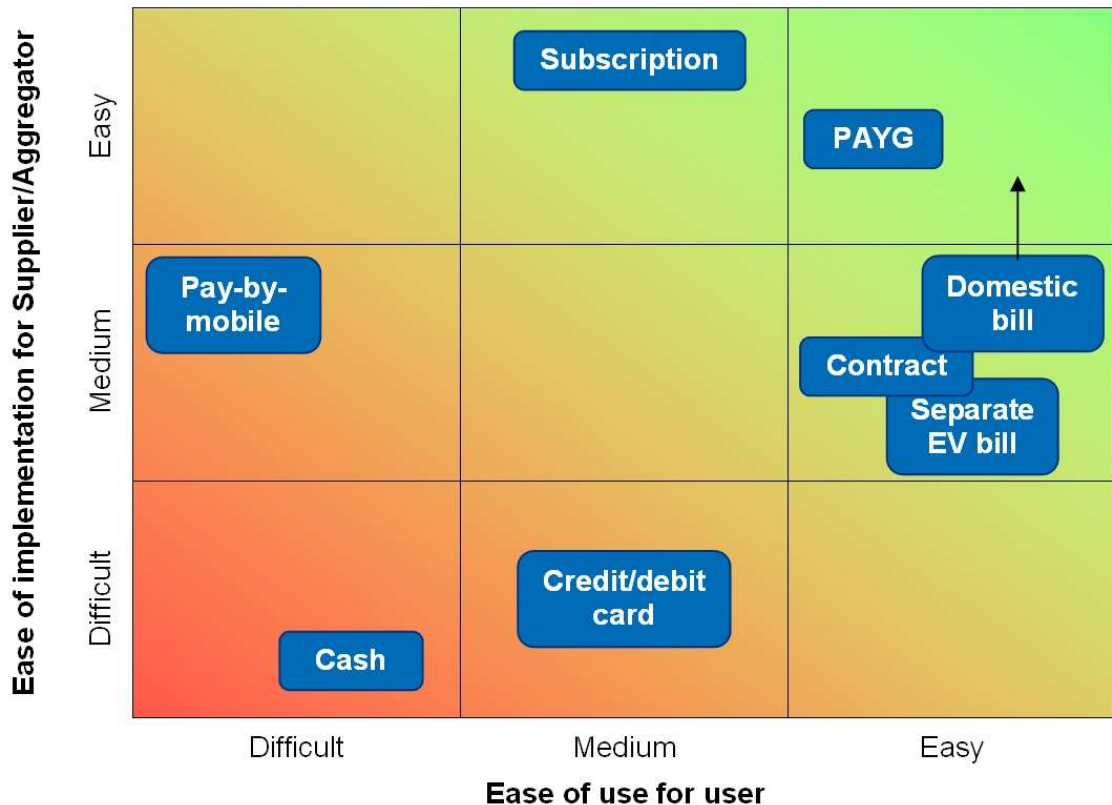 Ease of implementation for Supplier/Aggregator
Easy
Medium
Difficult
Subscription
PAYG
Pay-by-
mobile
Domestic
bill
Contract
Separate
EV bill
Credit/debit
card
Cash
Difficult
Medium
Easy
Ease of use for user